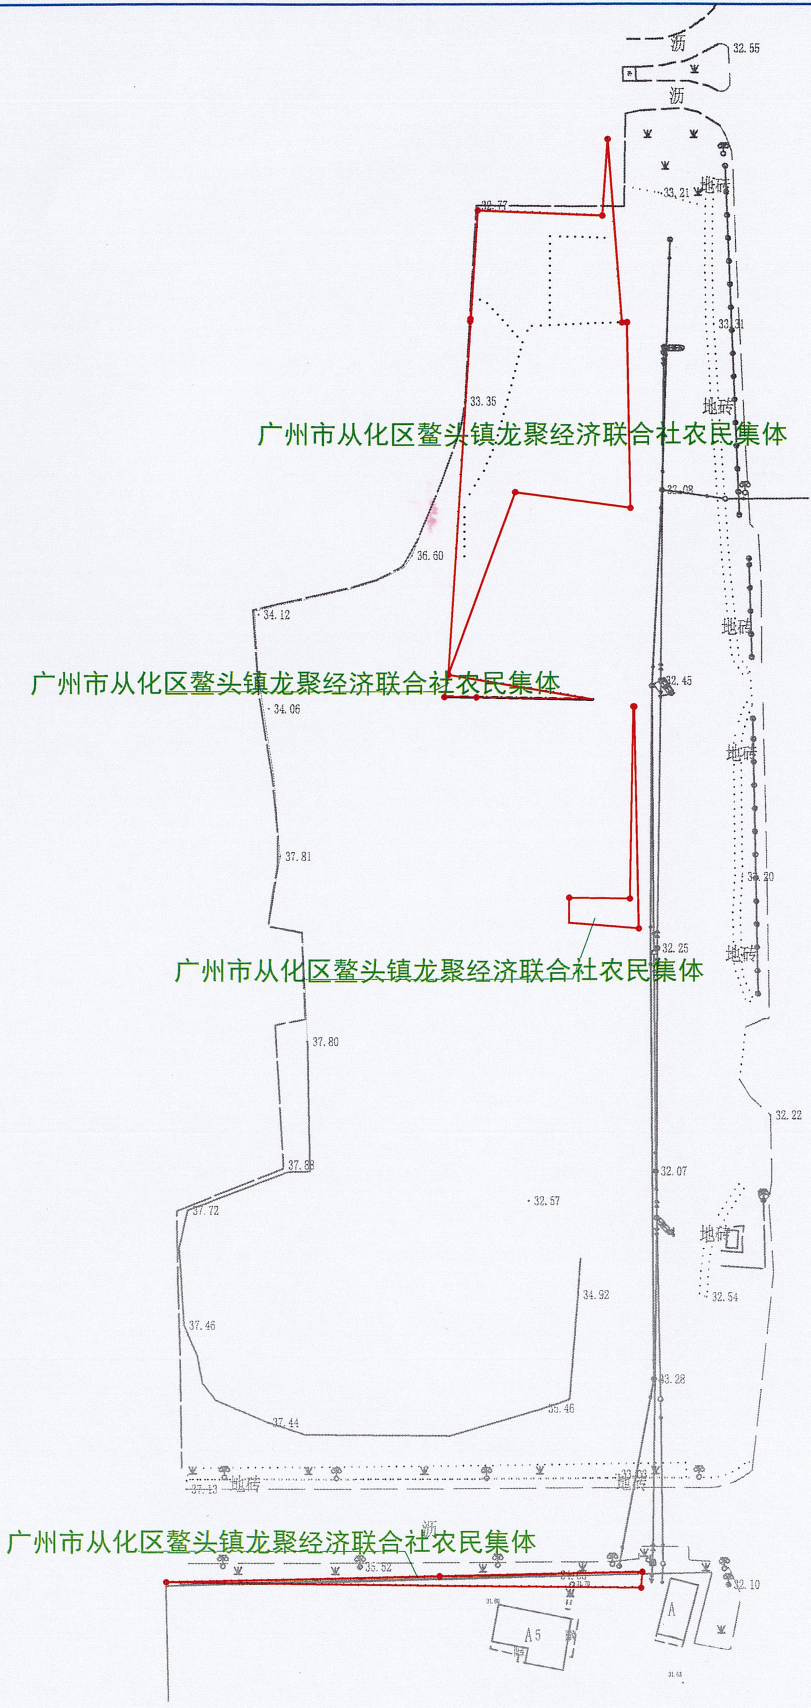 沥
32.55
沥
地砖
33.21
32.77
33.31
33.35
地砖
广州市从化区鳌头镇龙聚经济联合社农民集体
36.60
34.12
地砖
广州市从化区鳌头镇龙聚经济联合社农民集体
32.45
34.06
地砖
37.81
32.25
地砖
广州市从化区鳌头镇龙聚经济联合社农民集体
37.80
32.22
37.88
32.07
32.57
37.72
地砖
34.92
32.54
37.46
33.28
35.46
37.44
37.13
地砖
地砖
沥
广州市从化区鳌头镇龙聚经济联合社农民集体
35.52
32.10
A
A5